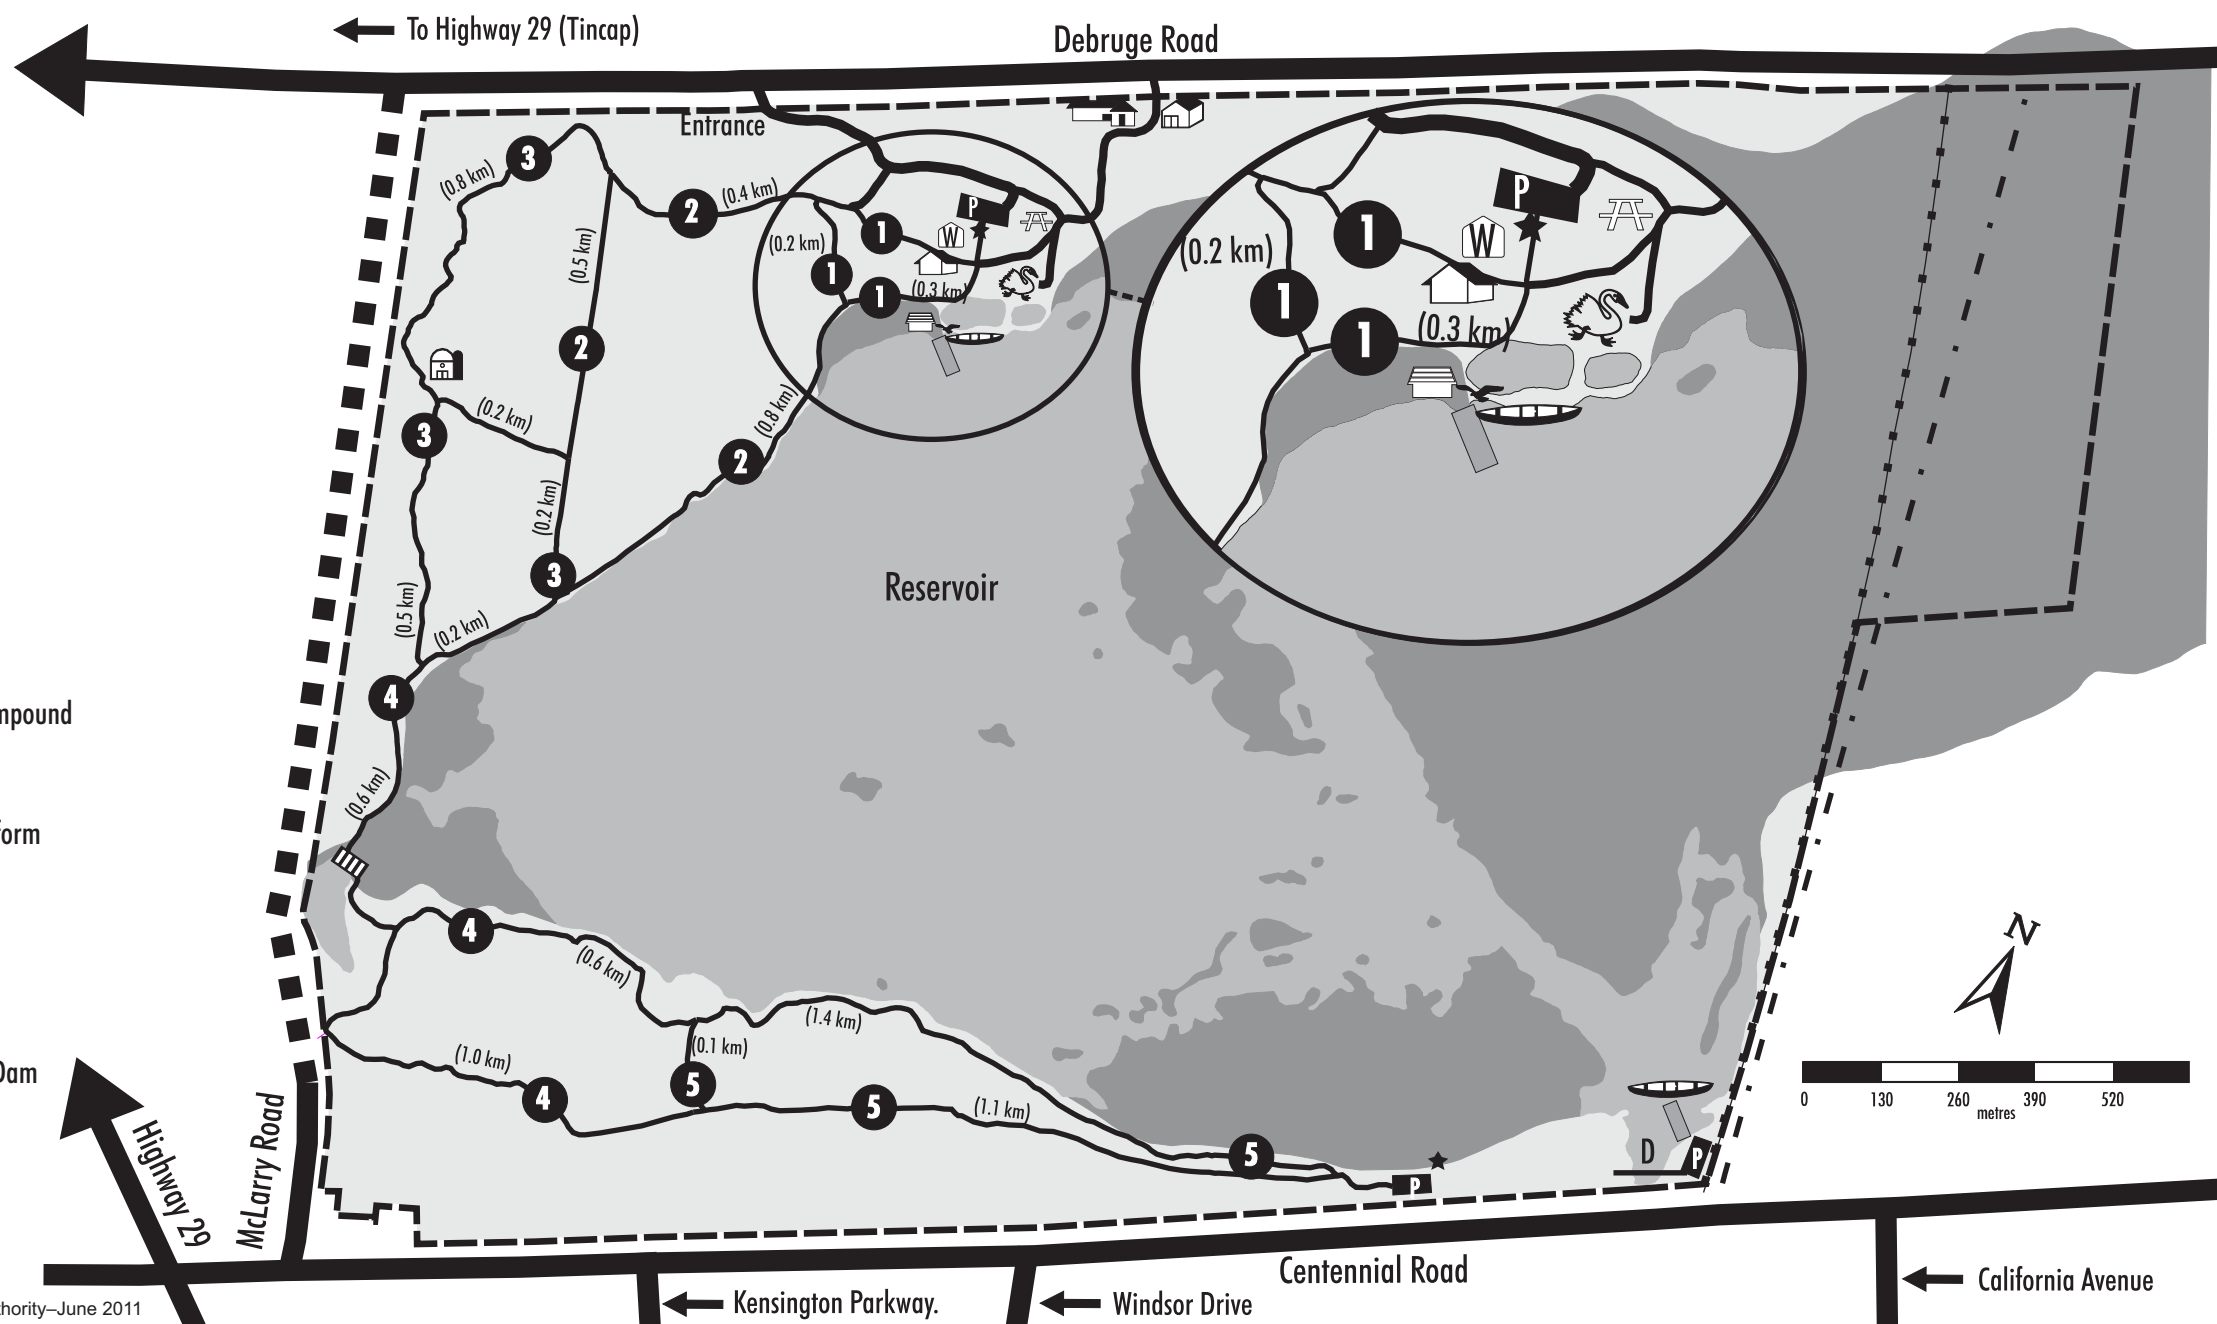 To Highway 29 (Tincap)
Debruge Road
Entrance
3
(0.8 km)
2
(0.4 km)
P
1
W
(0.2 km)
1
1
(0.3 km)
P
1
W
(0.2 km)
1
1
(0.3 km)
(0.5 km)
2
(0.2 km)
3
(0.8 km)
2
(0.2 km)
3
Reservoir
(0.5 km)
(0.2 km)
4
mpound
(0.6 km)
form
4
(0.6 km)
N
(1.4 km)
(0.1 km)
(1.0 km)
Dam
5
4
5
(1.1 km)
0 130 260 390 520
metres
McLarry Road
Highway 29
5
D
P
P
Centennial Road
California Avenue
Kensington Parkway.
Windsor Drive
thority–June 2011